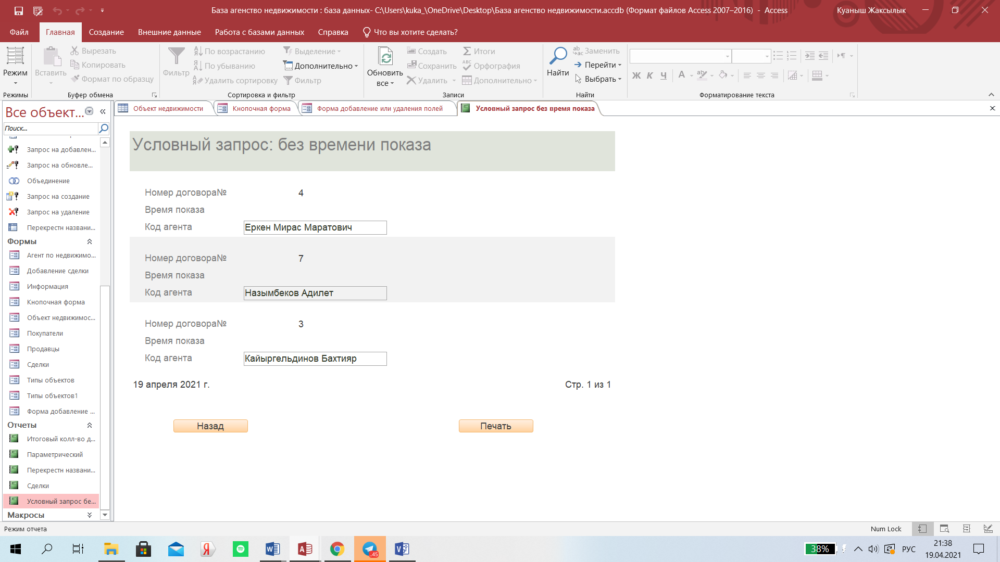 База агенство недвижимости : база данных- C:\Users\kuka_\OneDrive\Desktop\База агенство недвижимости.accdb (Формат файлов Access 2007–2016) - Access
Куаныш Жаксылык
Файл
Главная
Создание
Внешние данные
Работа с базами данных
Справка
Что вы хотите сделать?
Режим
Режимы
Вставить
Вырезать
Копировать
Формат по образцу
Буфер обмена
Фильтр
По возрастанию
По убыванию
Удалить сортировку
Выделение
Дополнительно
Фильтр
Сортировка и фильтр
Обновить
все
Создать
Сохранить
Удалить
Итоги
Орфография
Дополнительно
Записи
Найти
Заменить
Перейти
Выбрать
Найти
Ж К Ч
Форматирование текста
Все объект...
Поиск...
Запрос на добавлен...
Запрос на обновле...
Объединение
Запрос на создание
Запрос на удаление
Перекрестн названи...
Формы
Агент по недвижимо...
Добавление сделки
Информация
Кнопочная форма
Объект недвижимос...
Покупатели
Продавцы
Сделки
Типы объектов
Типы объектов1
Форма добавление ...
Отчеты
Итоговый колл-во д...
Параметрический
Перекрестн названи...
Сделки
Условный запрос бе...
Макросы
Объект недвижимости
Кнопочная форма
Форма добавление или удаления полей
Условный запрос без время показа
Условный запрос: без времени показа
Номер договора№ 4
Время показа
Код агента Еркен Мирас Маратович
Номер договора№ 7
Время показа
Код агента Назымбеков Адилет
Номер договора№ 3
Время показа
Код агента Кайыргельдинов Бахтияр
19 апреля 2021 г.
Стр. 1 из 1
Назад
Печать
Режим отчета
Num Lock
38%
РУС
21:38
19.04.2021